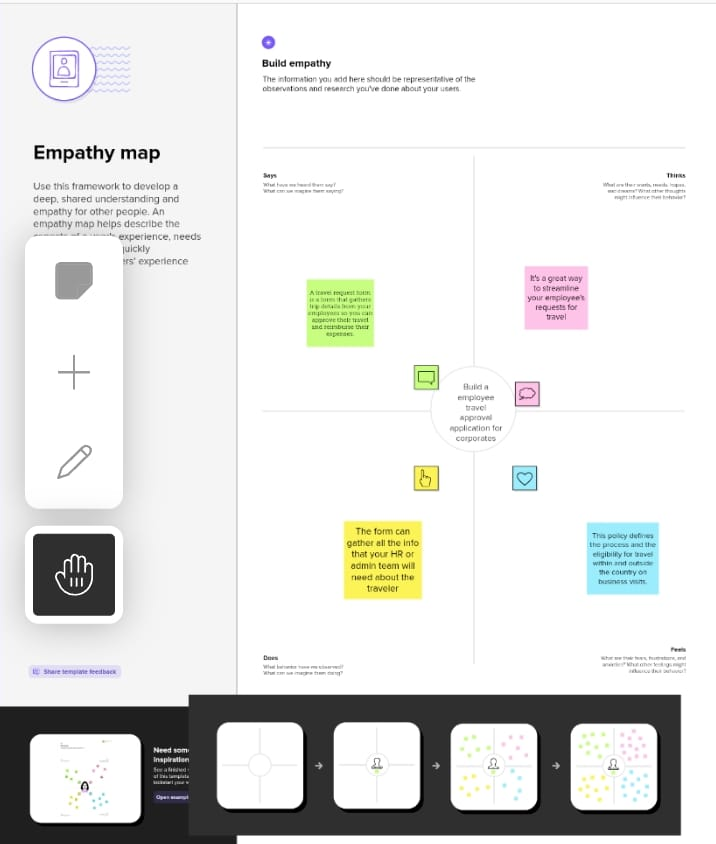 Build empathy
The information you add here should be representative of the
observations and research you've done about your users.
Empathy map
Use this framework to develop a
deep, shared understanding and
empathy for other people. An
empathy map helps describe the
experience, needs
quickly
ers' experience
Says
What have we heard them say?
What can we imagine them saying?
Thinks
What are their wants, needs, hopes,
and dreams? What other thoughts
might influence their behavior?
A travel request form
is a form that gathers
trip details from your
employees so you can
approve their travel
and reimburse their
expenses.
It's a great way
to streamline
your employee's
requests for
travel
Build a
employee
travel
approval
application for
corporates
The form can
gather all the info
that your HR or
admin team will
need about the
traveler
This policy defines
the process and the
eligibility for travel
within and outside
the country on
business visits.
Does
What behavior have we observed?
What can we imagine them doing?
Feels
What are their fears, frustrations, and
anxieties? What other feelings might
influence their behavior?
Share template feedback
Need som
inspiration
See a finished
of this template
kickstart your w
Open exampl